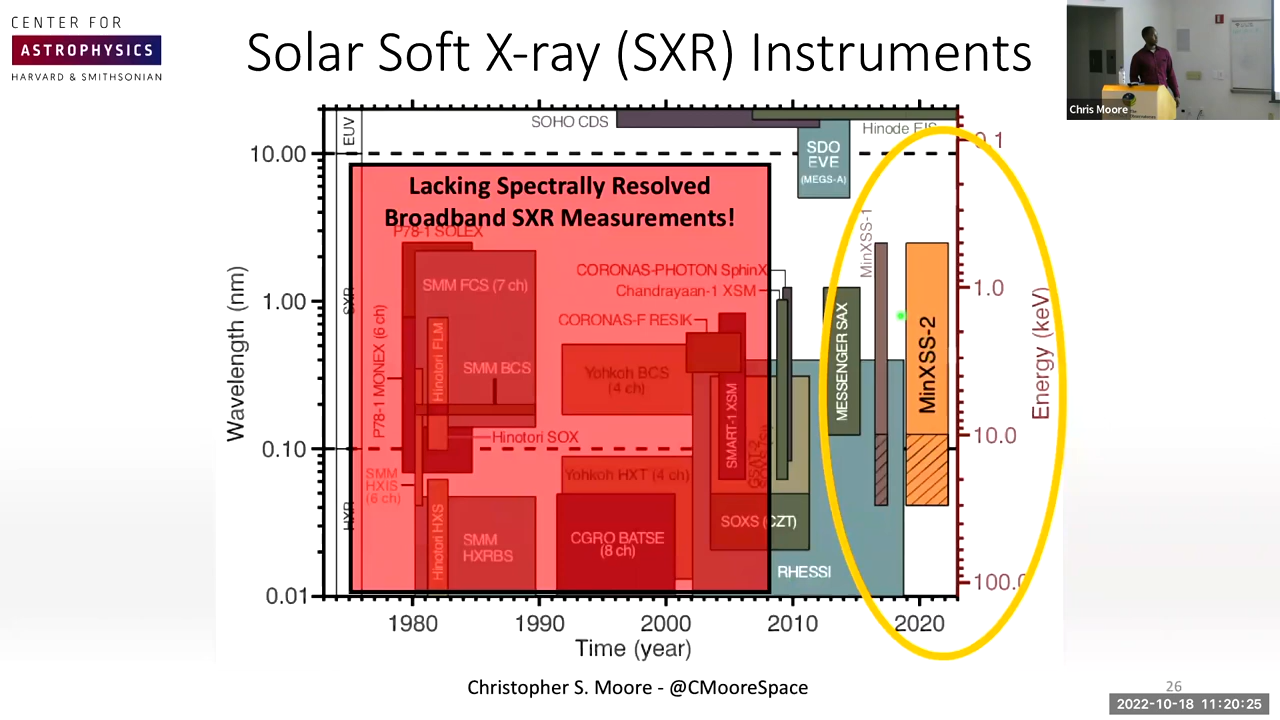 CENTER FOR
ASTROPHYSICS
HARVARD & SMITHSONIAN
Solar Soft X-ray (SXR) Instruments
Chris Moore
EUV
SXR
HXR
SOHO CDS
Hinode EIS
SDO
EVE
(MEGS-A)
Lacking Spectrally Resolved
Broadband SXR Measurements!
P78-1 SOLEX
SMM FCS (7 ch)
P78-1 MONEX (6 ch)
Hinotori FLM
SMM BCS
Hinotori SOX
SMM
HXIS
(6 ch)
Hinotori HXS
SMM
HXRBS
CORONAS-PHOTON SphinX
Chandrayaan-1 XSM
CORONAS-F RESIK
Yohkoh BCS
(4 ch)
Yohkoh HXT (4 ch)
CGRO BATSE
(8 ch)
SMART-1 XSM
GSAT-2
SOXS (CZT)
RHESSI
MESSENGER SAX
MinXSS-1
MinXSS-2
Wavelength (nm)
10.00
1.00
0.10
0.01
0.1
1.0
10.0
100.0
Energy (keV)
1980
1990
2000
2010
2020
Time (year)
Christopher S. Moore - @CMooreSpace
26
2022-10-18 11:20:25